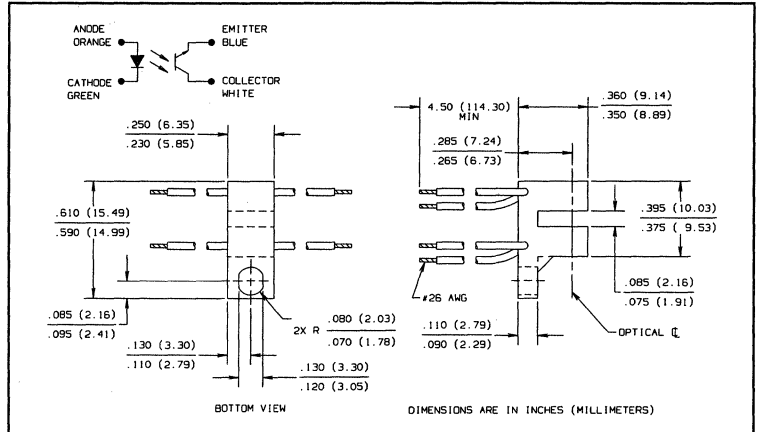 ANODE
ORANGE
EMITTER
BLUE
CATHODE
GREEN
COLLECTOR
WHITE
.250 (6.35)
.230 (5.85)
4.50 (114.30)
MIN
.360 (9.14)
.350 (8.89)
.285 (7.24)
.265 (6.73)
.610 (15.49)
.590 (14.99)
.395 (10.03)
.375 ( 9.53)
#26 AWG
.085 (2.16)
.075 (1.91)
.085 (2.16)
.095 (2.41)
2X R .080 (2.03)
.070 (1.78)
.110 (2.79)
.090 (2.29)
OPTICAL ℄
.130 (3.30)
.110 (2.79)
.130 (3.30)
.120 (3.05)
BOTTOM VIEW
DIMENSIONS ARE IN INCHES (MILLIMETERS)